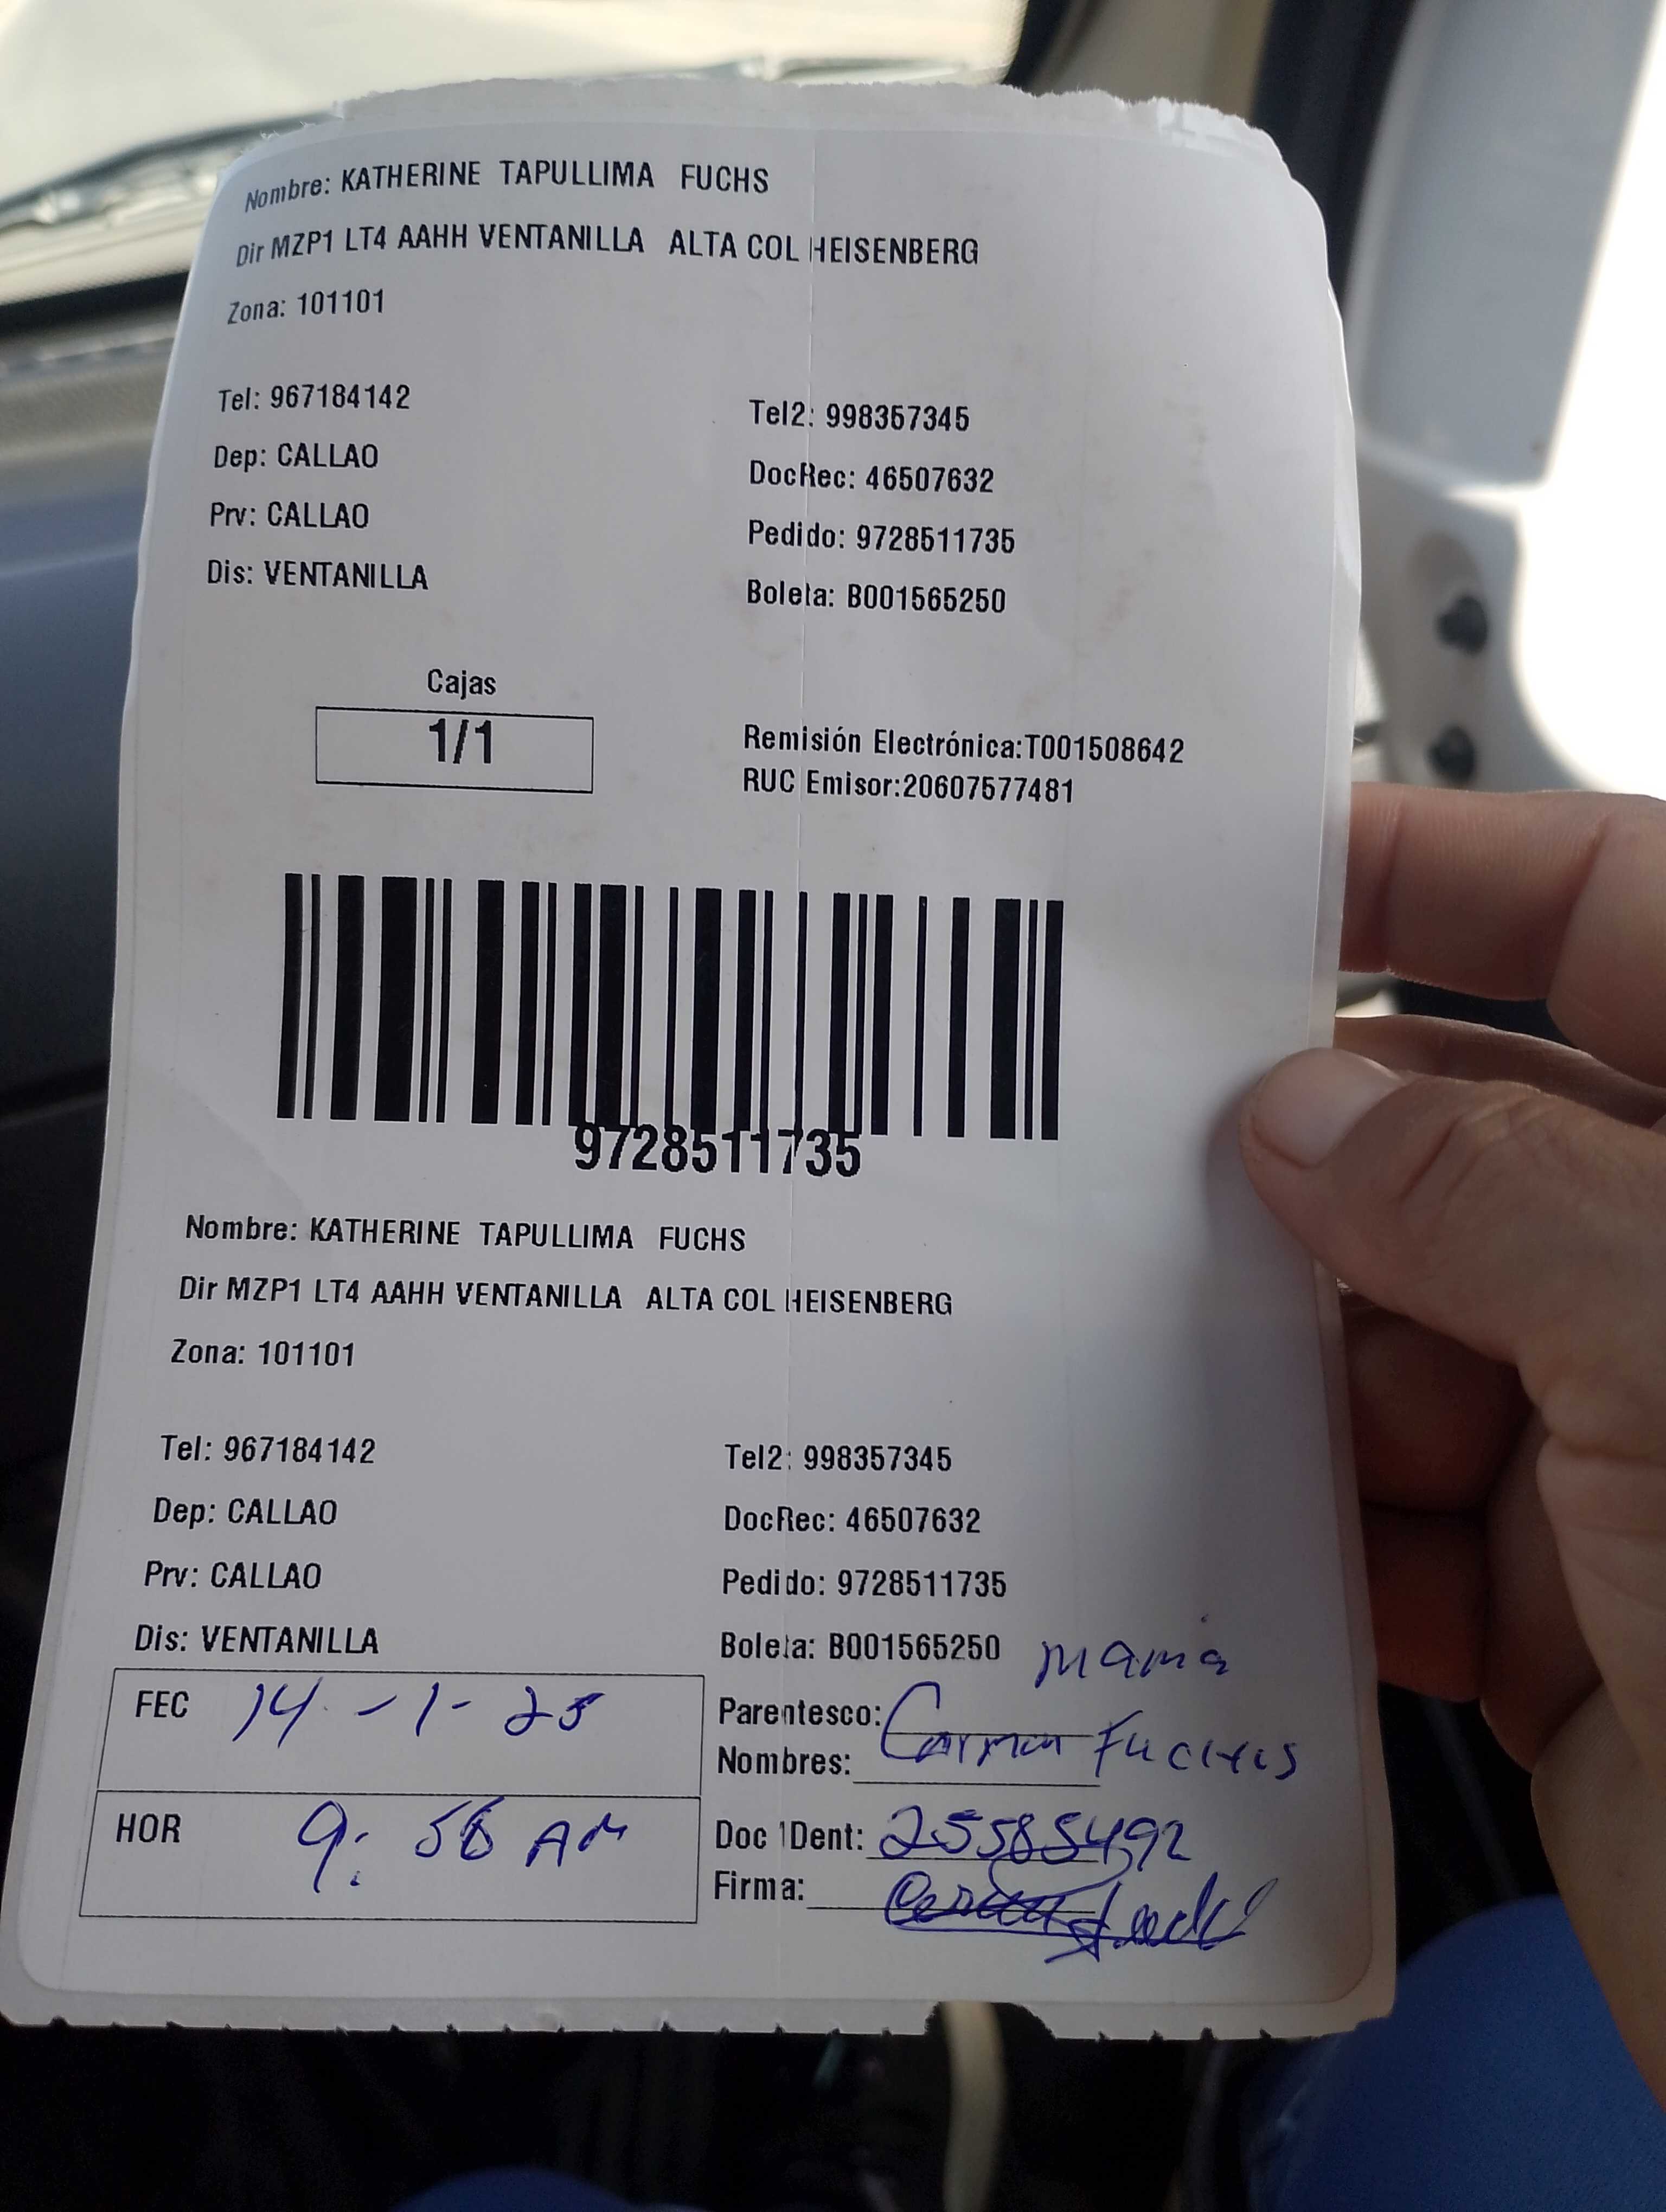 Nombre: KATHERINE TAPULLIMA FUCHS
Dir MZP1 LT4 AAHH VENTANILLA ALTA COL HEISENBERG
Zona: 101101
Tel: 967184142 Tel2: 998357345
Dep: CALLAO DocRec: 46507632
Prv: CALLAO Pedido: 9728511735
Dis: VENTANILLA Boleta: B001565250
Cajas
1/1
Remisión Electrónica:T001508642
RUC Emisor:20607577481
9728511735
Nombre: KATHERINE TAPULLIMA FUCHS
Dir MZP1 LT4 AAHH VENTANILLA ALTA COL HEISENBERG
Zona: 101101
Tel: 967184142 Tel2: 998357345
Dep: CALLAO DocRec: 46507632
Prv: CALLAO Pedido: 9728511735
Dis: VENTANILLA Boleta: B001565250 mamá
FEC 14-1-25 Parentesco:
Nombres: Carmen Fuchs
HOR 9:56 AM Doc IDent: 25585492
Firma: